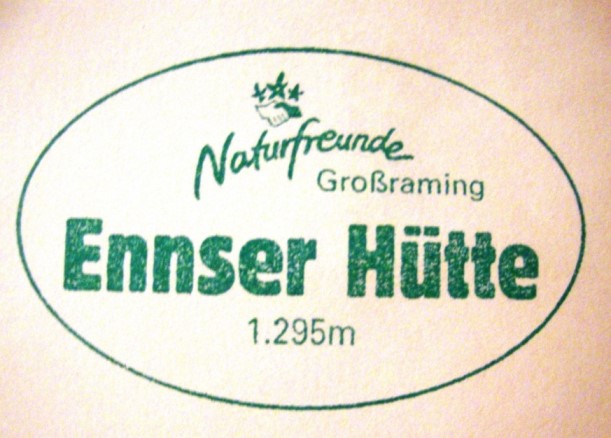 Naturfreunde
Großraming
Ennser Hütte
1.295m